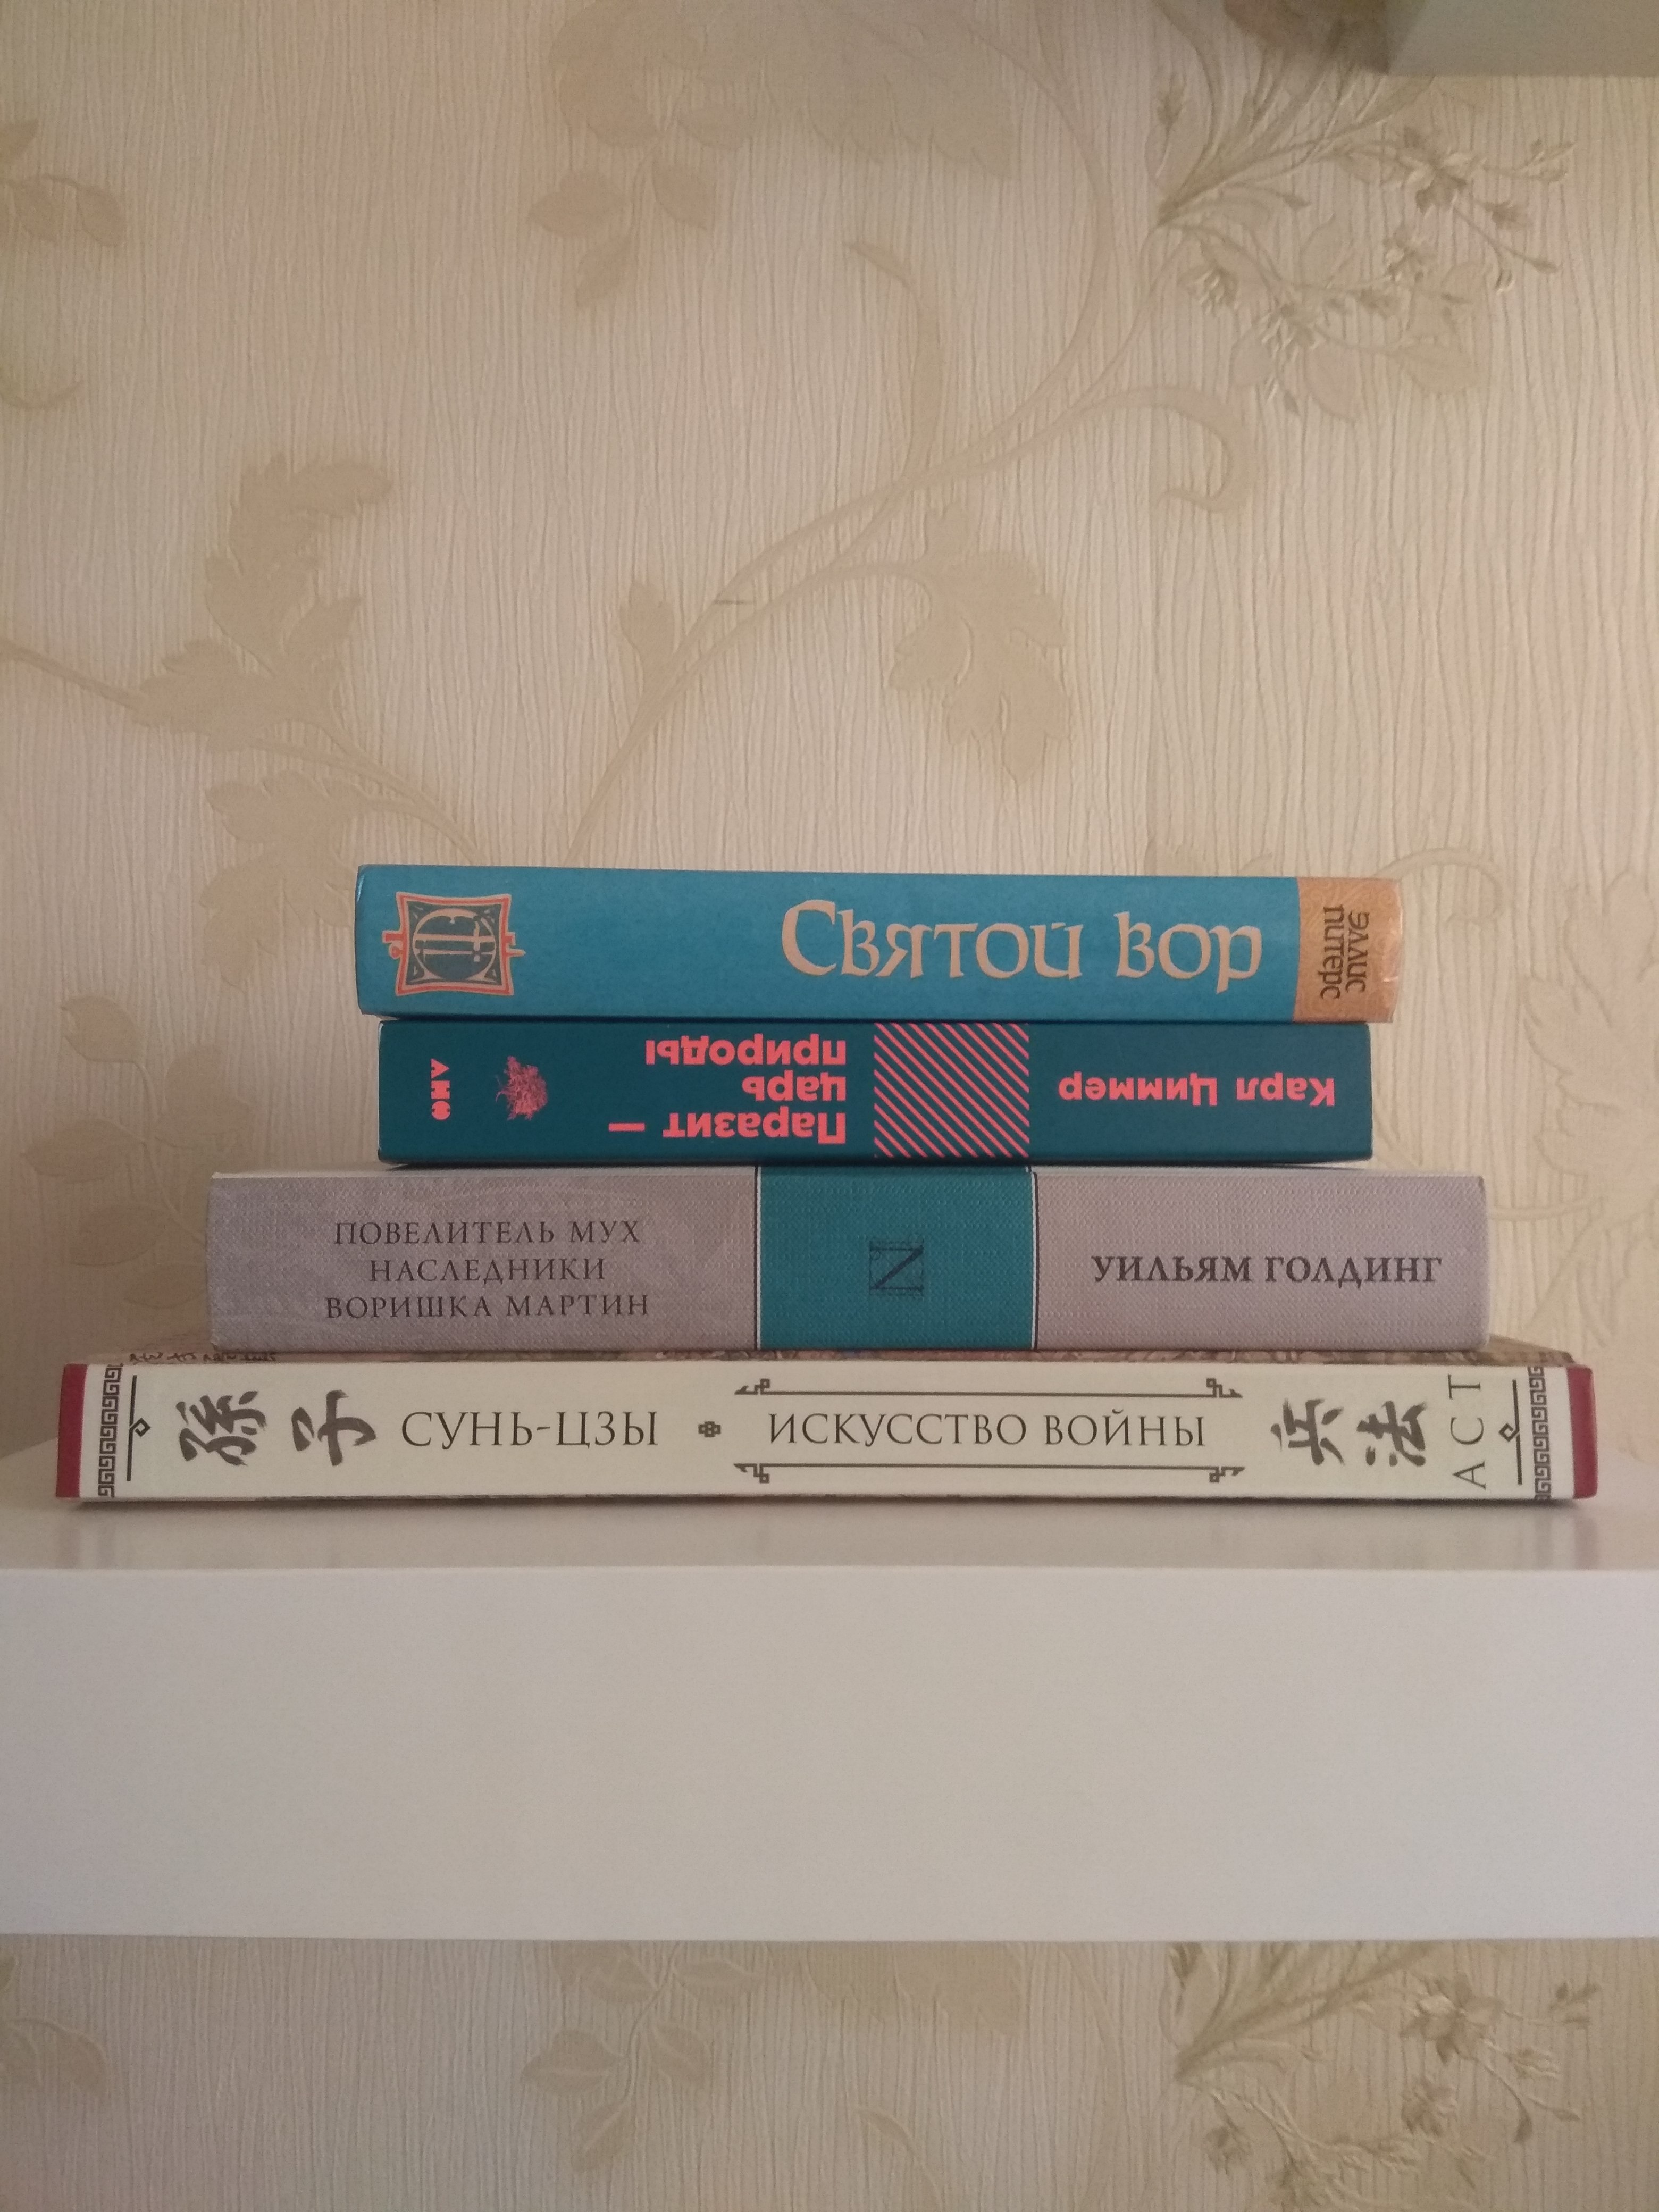 Святой вор
Эллис
Питерс
Карл Циммер
Паразит —
царь
природы
АНФ
ПОВЕЛИТЕЛЬ МУХ
НАСЛЕДНИКИ
ВОРИШКА МАРТИН
N
УИЛЬЯМ ГОЛДИНГ
孫子 СУНЬ-ЦЗЫ
ИСКУССТВО ВОЙНЫ
兵法
АСТ